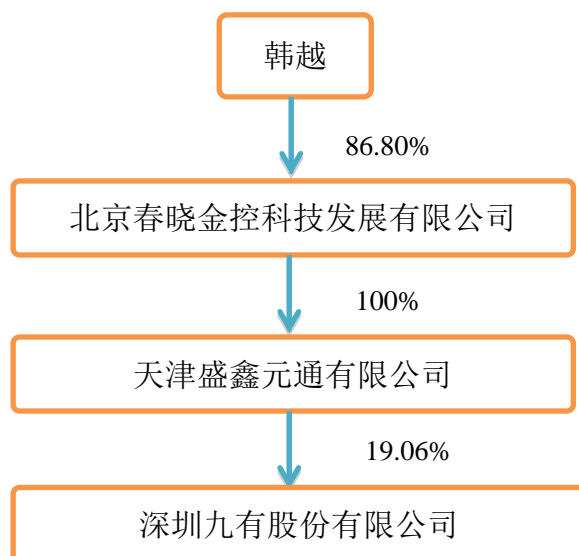 韩越
86.80%
北京春晓金控科技发展有限公司
100%
天津盛鑫元通有限公司
19.06%
深圳九有股份有限公司